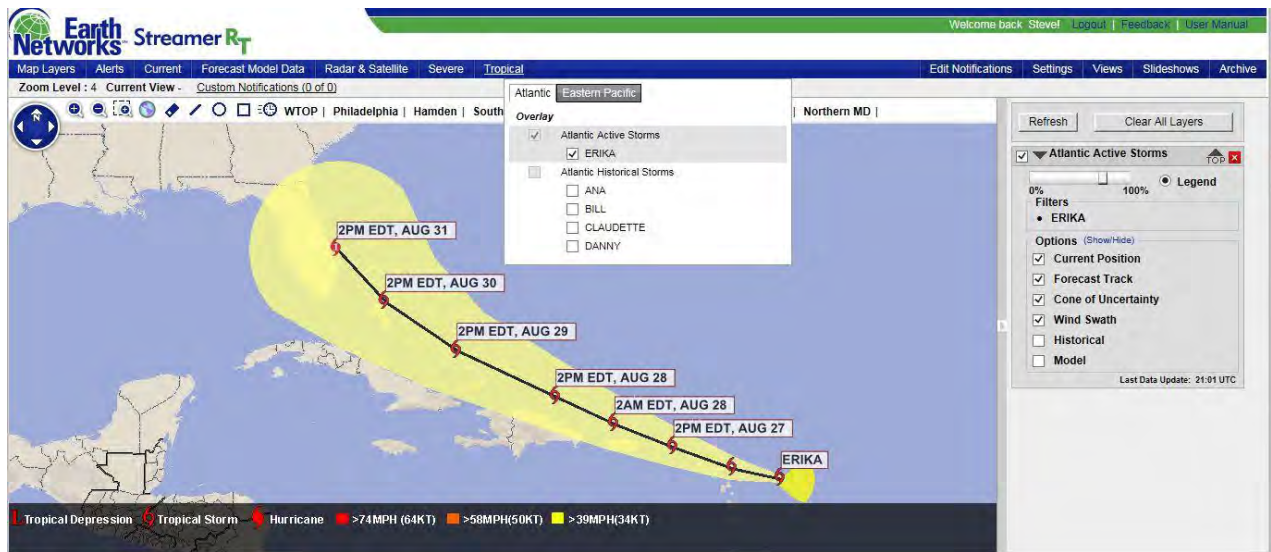 Earth
Networks Streamer RT
Welcome back Steve! Logout | Feedback | User Manual
Map Layers Alerts Current Forecast Model Data Radar & Satellite Severe Tropical Edit Notifications Settings Views Slideshows Archive
Zoom Level : 4 Current View - Custom Notifications (0 of 0)
WTOP | Philadelphia | Hamden | South | Northern MD |
N
Atlantic Eastern Pacific
Overlay
Atlantic Active Storms
ERIKA
Atlantic Historical Storms
ANA
BILL
CLAUDETTE
DANNY
Refresh Clear All Layers
Atlantic Active Storms TOP
0% 100% Legend
Filters
• ERIKA
Options (Show/Hide)
Current Position
Forecast Track
Cone of Uncertainty
Wind Swath
Historical
Model
Last Data Update: 21:01 UTC
2PM EDT, AUG 31
2PM EDT, AUG 30
2PM EDT, AUG 29
2PM EDT, AUG 28
2AM EDT, AUG 28
2PM EDT, AUG 27
ERIKA
Tropical Depression Tropical Storm Hurricane >74MPH (64KT) >58MPH(50KT) >39MPH(34KT)